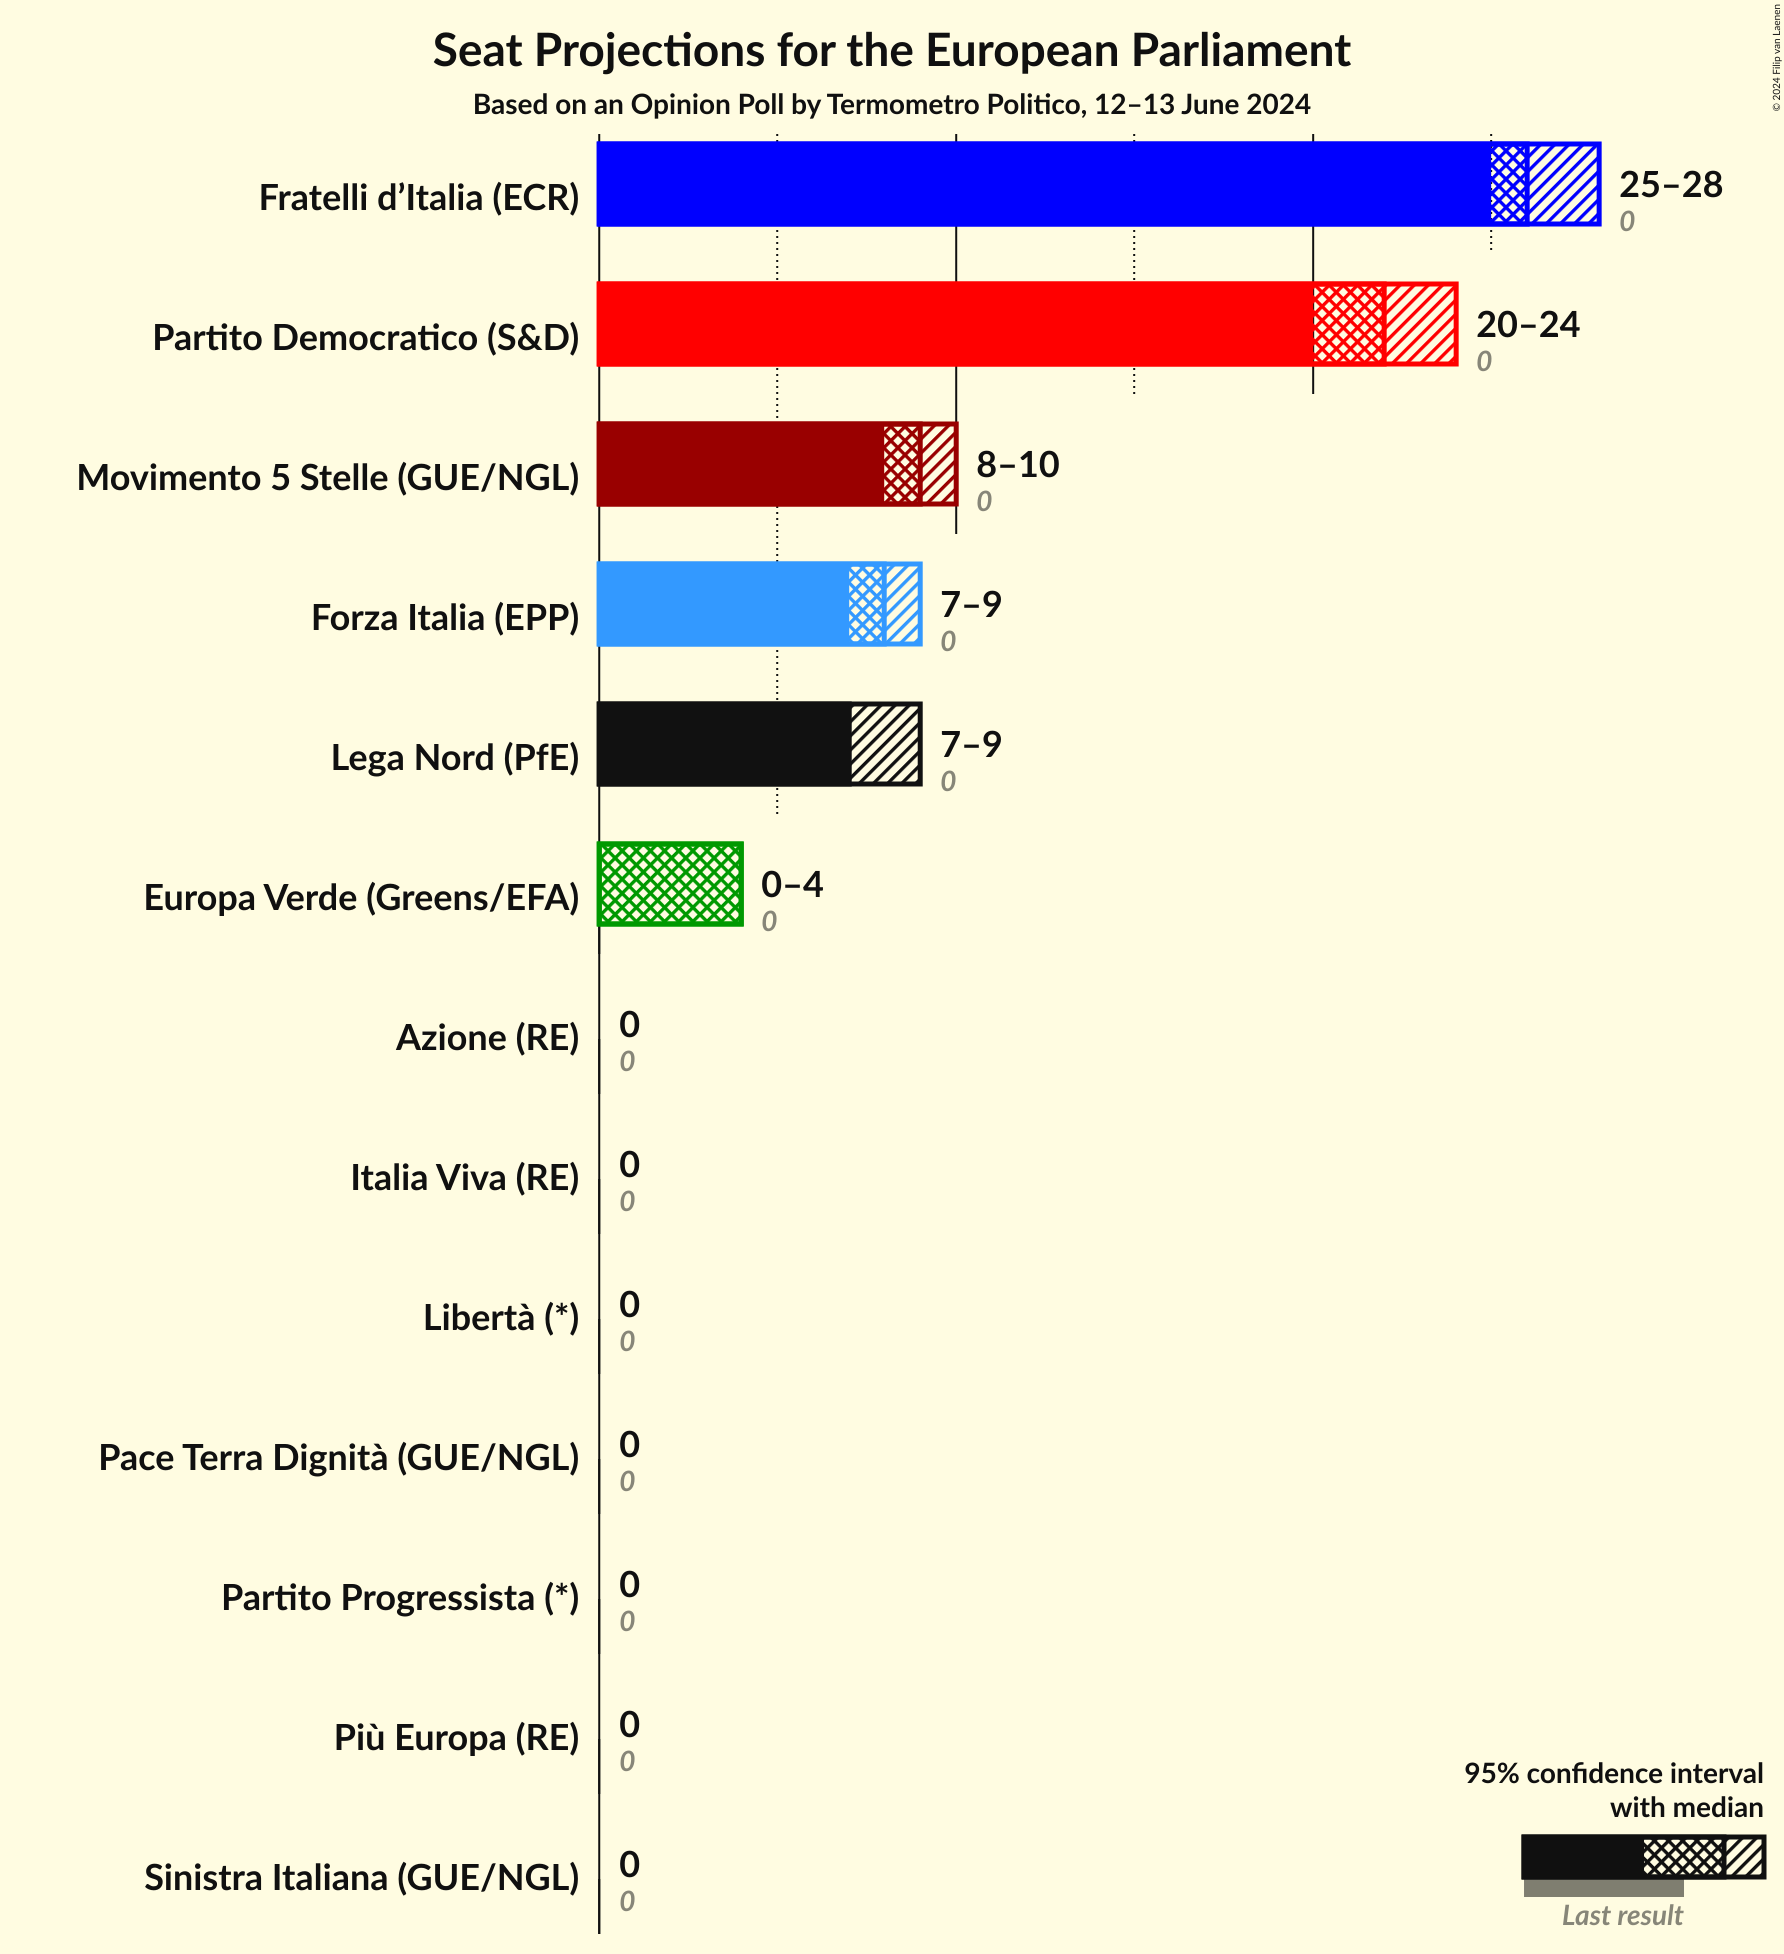 Seat Projections for the European Parliament
Based on an Opinion Poll by Termometro Politico, 12–13 June 2024
© 2024 Filip van Laenen
Fratelli d’Italia (ECR)
25–28
0
Partito Democratico (S&D)
20–24
0
Movimento 5 Stelle (GUE/NGL)
8–10
0
Forza Italia (EPP)
7–9
0
Lega Nord (PfE)
7–9
0
Europa Verde (Greens/EFA)
0–4
0
Azione (RE)
0
0
Italia Viva (RE)
0
0
Libertà (*)
0
0
Pace Terra Dignità (GUE/NGL)
0
0
Partito Progressista (*)
0
0
Più Europa (RE)
0
0
Sinistra Italiana (GUE/NGL)
0
0
95% confidence interval
with median
Last result